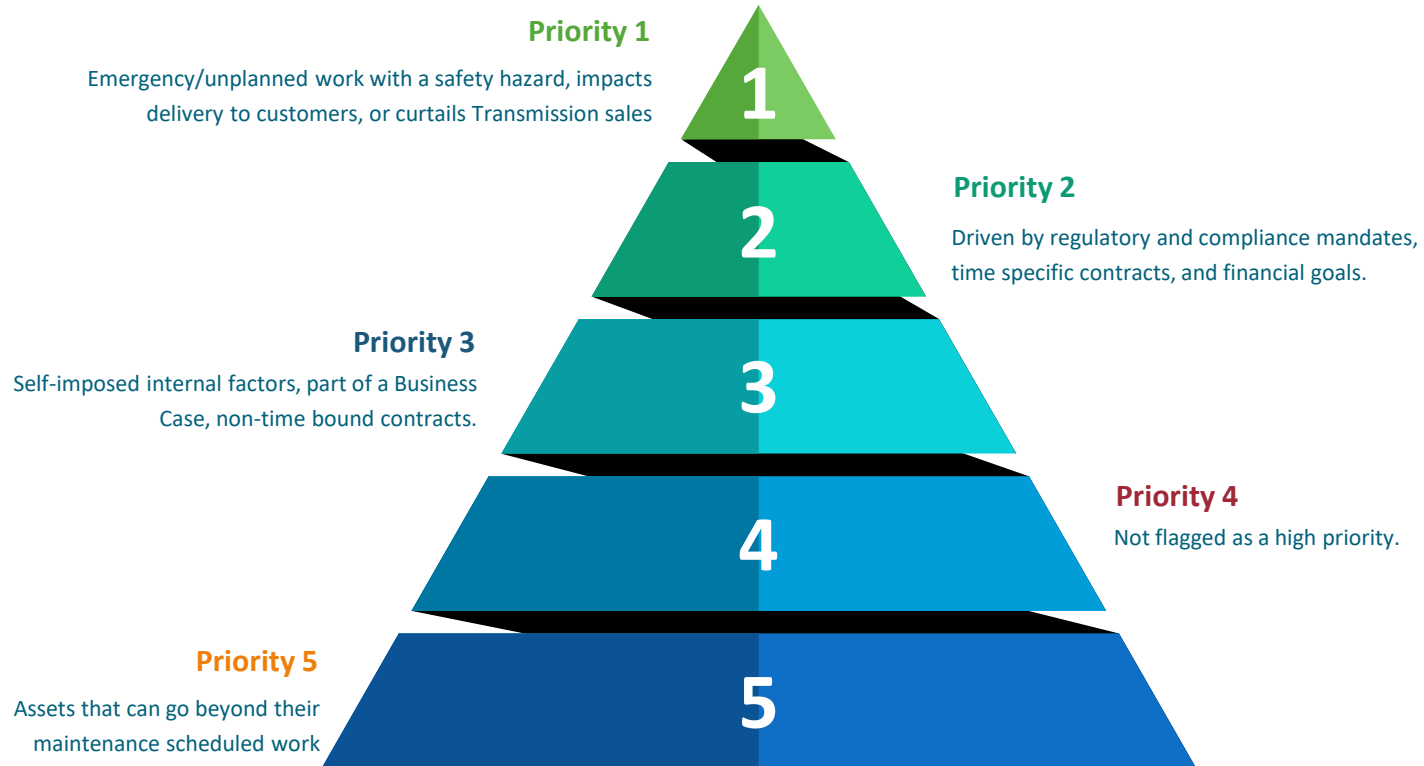 Priority 1
Emergency/unplanned work with a safety hazard, impacts
delivery to customers, or curtails Transmission sales
1
Priority 2
Driven by regulatory and compliance mandates,
time specific contracts, and financial goals.
2
Priority 3
Self-imposed internal factors, part of a Business
Case, non-time bound contracts.
3
Priority 4
Not flagged as a high priority.
4
Priority 5
Assets that can go beyond their
maintenance scheduled work
5